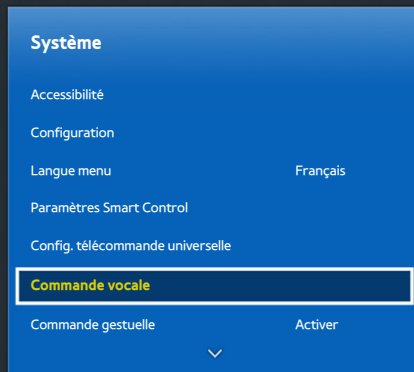 Système
Accessibilité
Configuration
Langue menu Français
Paramètres Smart Control
Config. télécommande universelle
Commande vocale
Commande gestuelle Activer